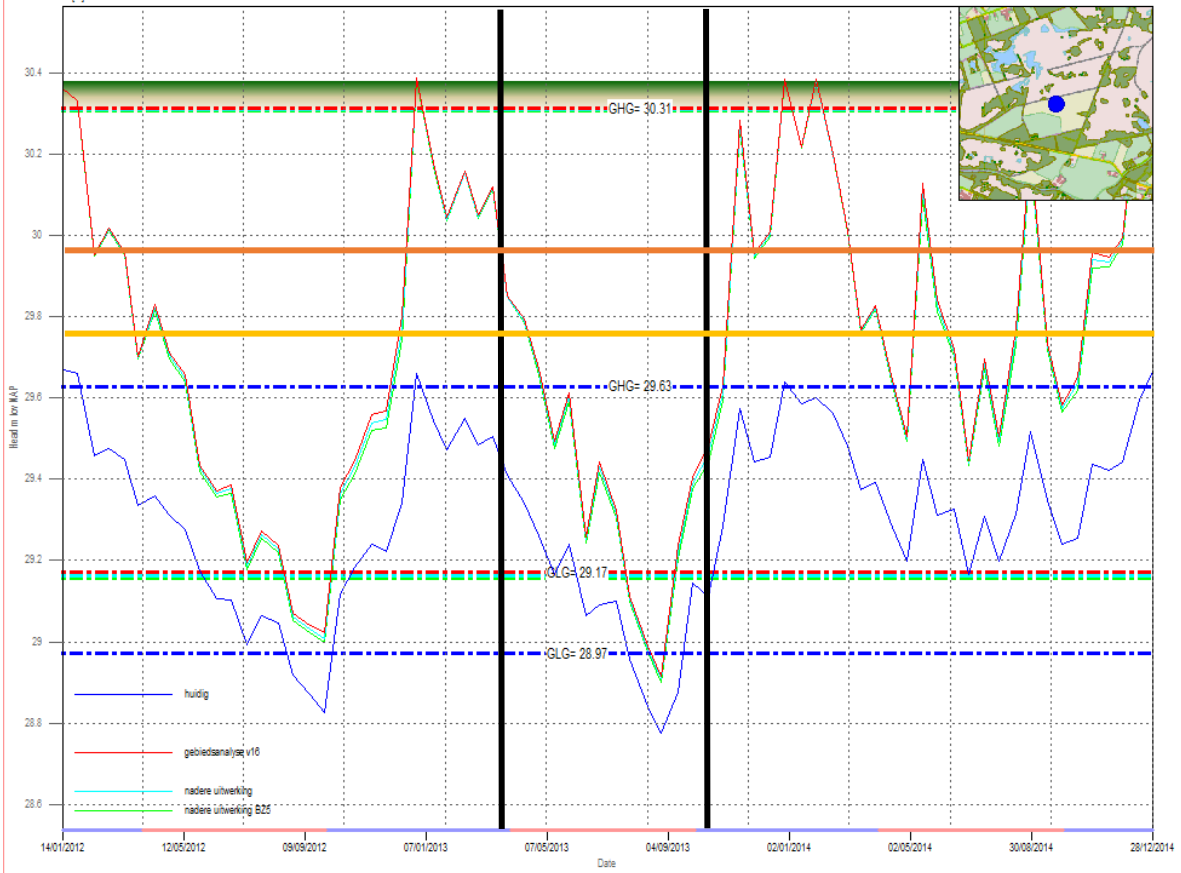 30.4
GHG= 30.31
30.2
30
29.8
GHG= 29.63
29.6
29.4
29.2
GLG= 29.17
29
GLG= 28.97
28.8
28.6
huidig
gebiedsanalyse v16
nadere uitwerking
nadere uitwerking BZ5
14/01/2012
12/05/2012
09/09/2012
07/01/2013
07/05/2013
04/09/2013
02/01/2014
02/05/2014
30/08/2014
28/12/2014
Date